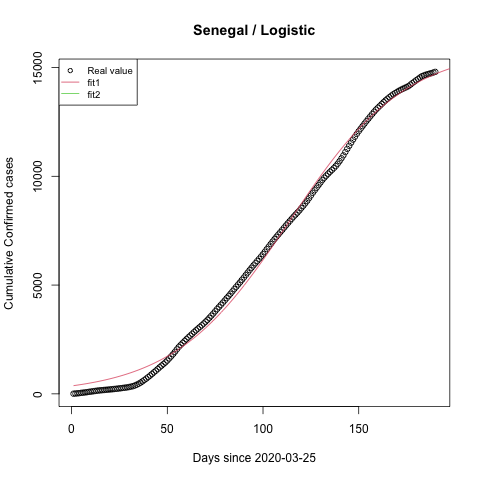 Senegal / Logistic
Real value
fit1
fit2
Cumulative Confirmed cases
15000
10000
5000
0
0 50 100 150
Days since 2020-03-25